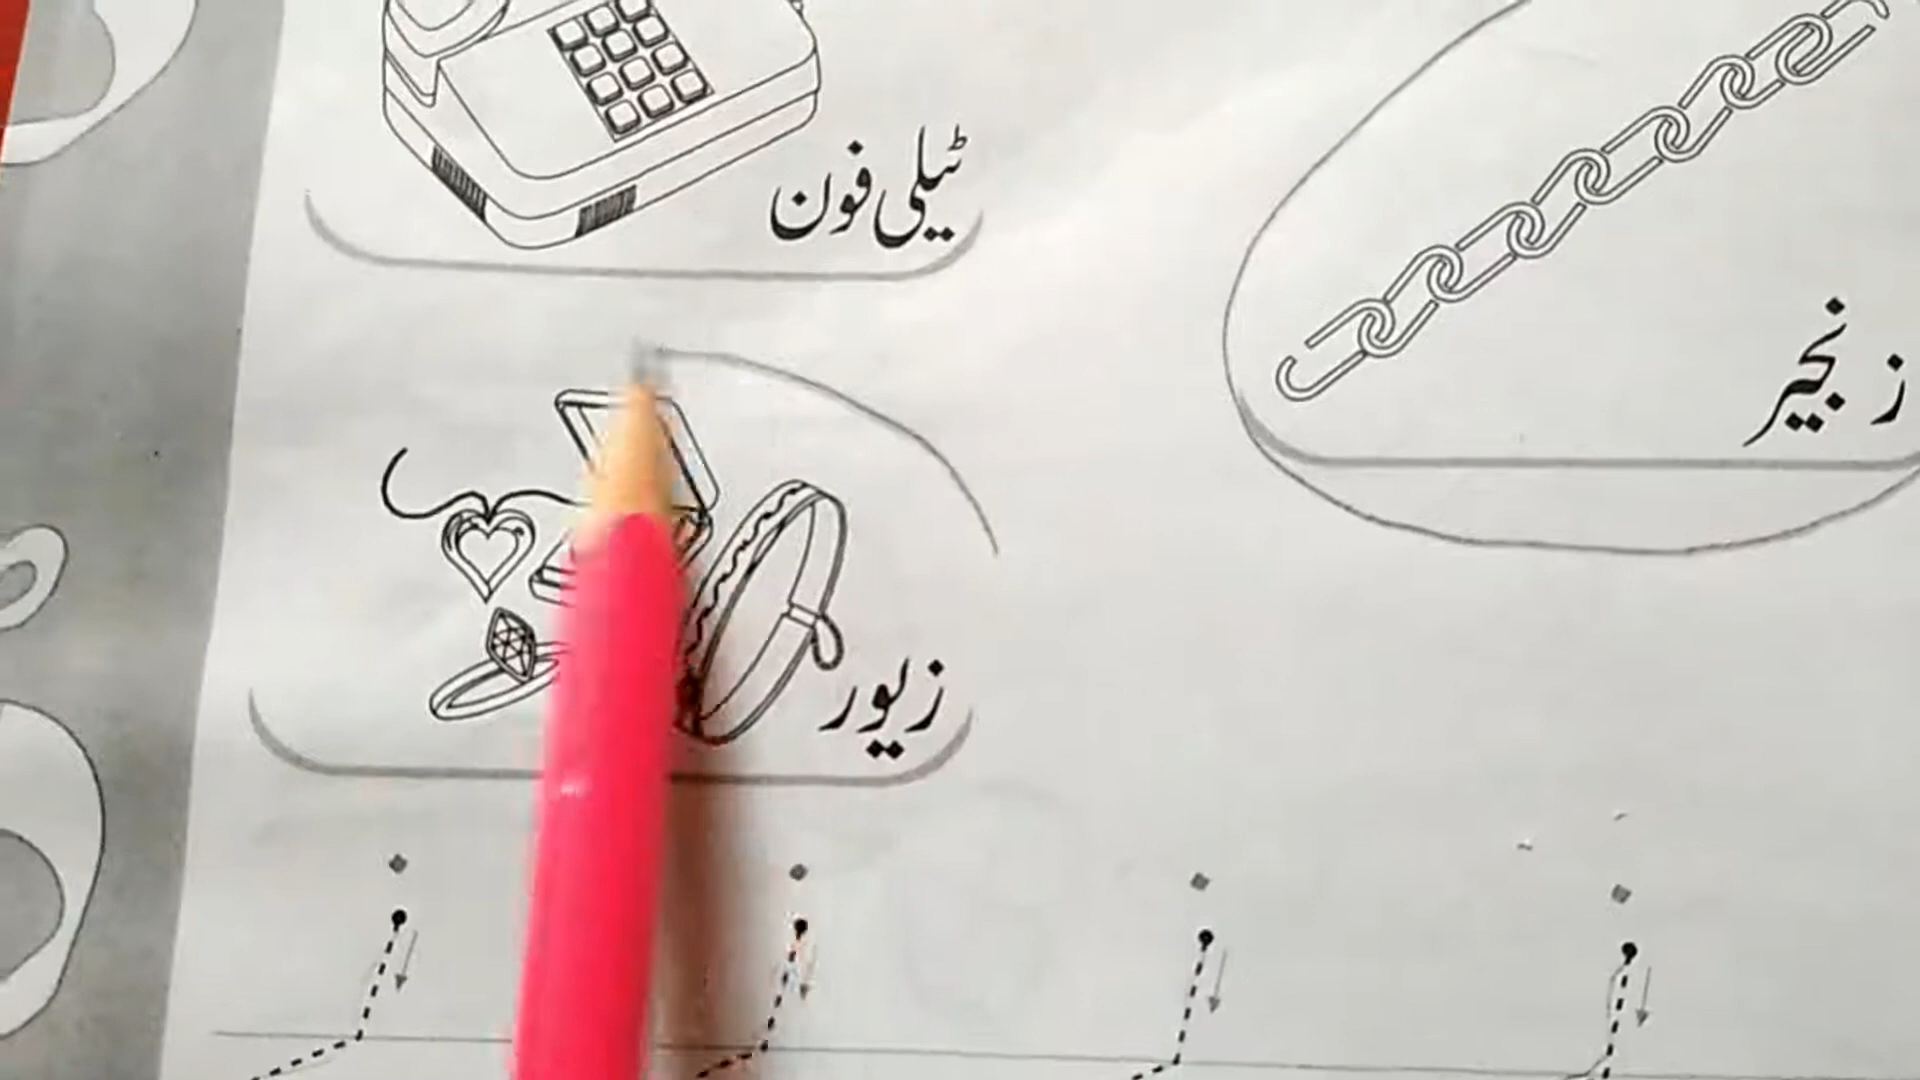 ٹیلی فون
زنجیر
زیور
ز ز ز ز